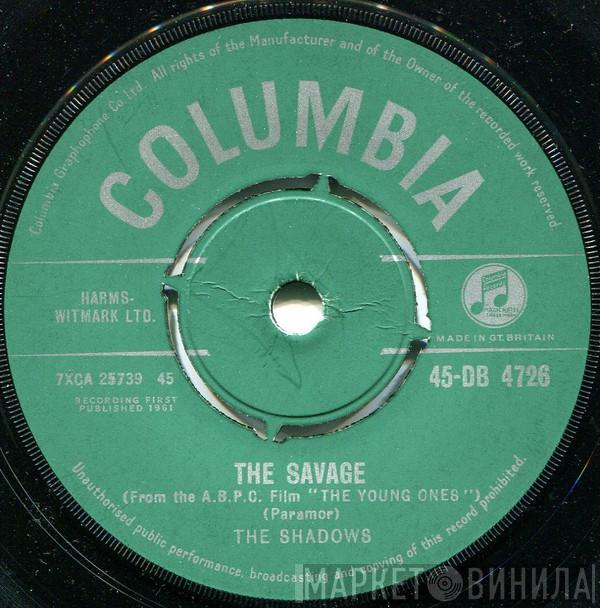 Columbia Graphophone Co. Ltd. All rights of the Manufacturer and of the Owner of the recorded work reserved.
COLUMBIA
HARMS-
WITMARK LTD.
MADE IN GT. BRITAIN
7XCA 25739 45
45-DB 4726
RECORDING FIRST
PUBLISHED 1961
THE SAVAGE
(From the A.B.P.C. Film "THE YOUNG ONES")
(Paramor)
THE SHADOWS
Unauthorised public performance, broadcasting and copying of this record prohibited.
МАРКЕТ ВИНИЛА